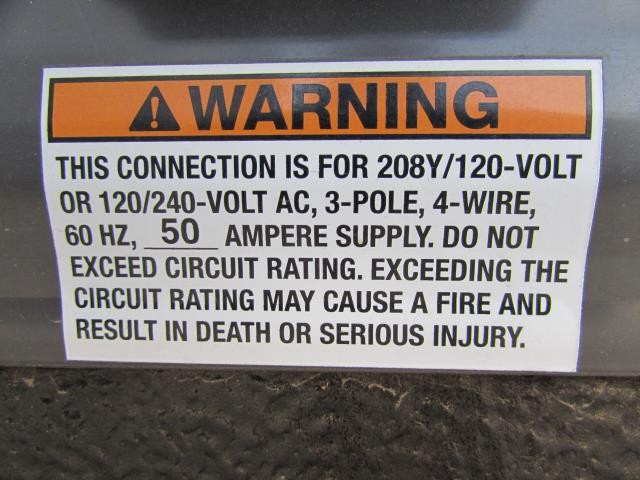 WARNING
THIS CONNECTION IS FOR 208Y/120-VOLT
OR 120/240-VOLT AC, 3-POLE, 4-WIRE,
60 HZ, 50 AMPERE SUPPLY. DO NOT
EXCEED CIRCUIT RATING. EXCEEDING THE
CIRCUIT RATING MAY CAUSE A FIRE AND
RESULT IN DEATH OR SERIOUS INJURY.